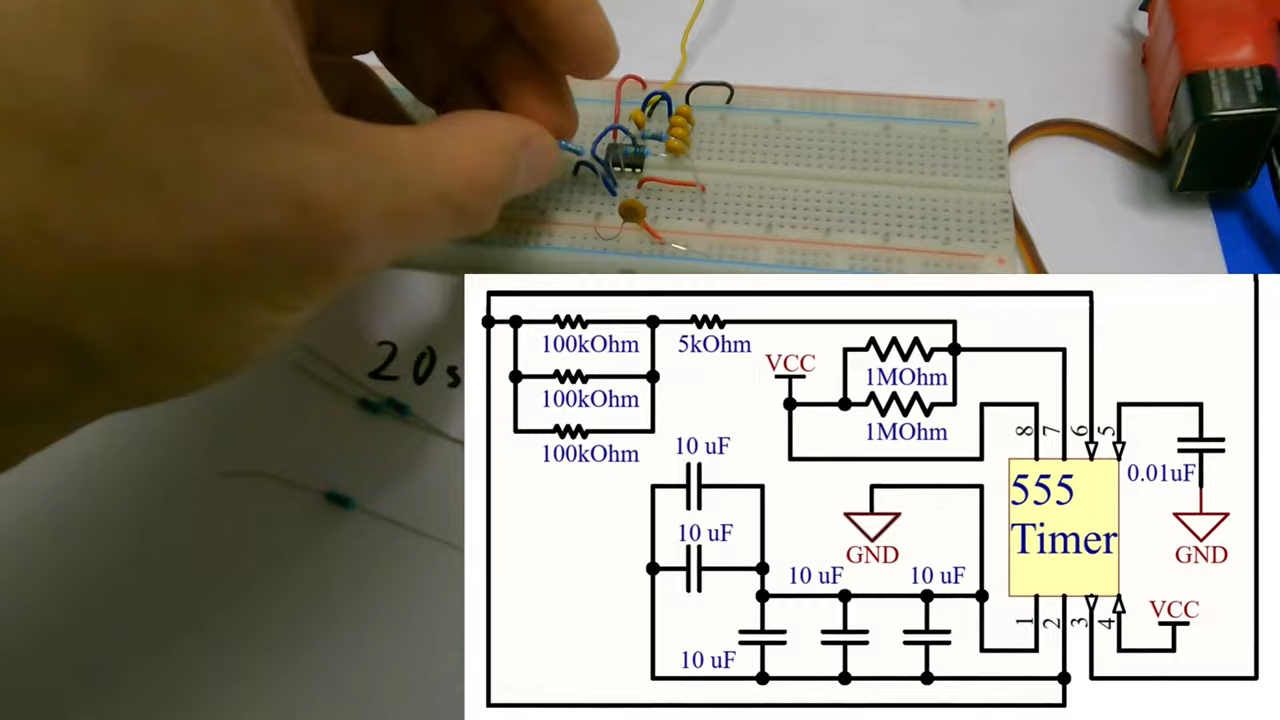 20s
100kOhm
5kOhm
100kOhm
100kOhm
VCC
1MOhm
1MOhm
8
7
6
5
10 uF
10 uF
10 uF
10 uF
10 uF
GND
555
Timer
0.01uF
GND
VCC
1
2
3
4